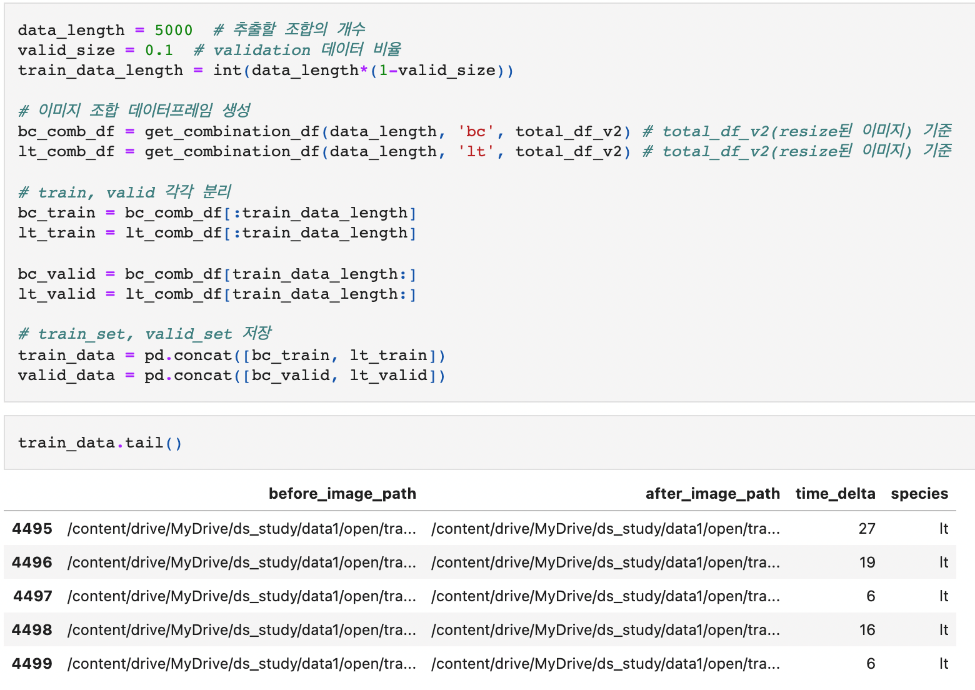 data_length = 5000  # 추출할 조합의 개수
valid_size = 0.1  # validation 데이터 비율
train_data_length = int(data_length*(1-valid_size))
# 이미지 조합 데이터프레임 생성
bc_comb_df = get_combination_df(data_length, 'bc', total_df_v2) # total_df_v2(resize된 이미지) 기준
lt_comb_df = get_combination_df(data_length, 'lt', total_df_v2) # total_df_v2(resize된 이미지) 기준
# train, valid 각각 분리
bc_train = bc_comb_df[:train_data_length]
lt_train = lt_comb_df[:train_data_length]
bc_valid = bc_comb_df[train_data_length:]
lt_valid = lt_comb_df[train_data_length:]
# train_set, valid_set 저장
train_data = pd.concat([bc_train, lt_train])
valid_data = pd.concat([bc_valid, lt_valid])
train_data.tail()
before_image_path after_image_path time_delta species
4495 /content/drive/MyDrive/ds_study/data1/open/tra... /content/drive/MyDrive/ds_study/data1/open/tra... 27 lt
4496 /content/drive/MyDrive/ds_study/data1/open/tra... /content/drive/MyDrive/ds_study/data1/open/tra... 19 lt
4497 /content/drive/MyDrive/ds_study/data1/open/tra... /content/drive/MyDrive/ds_study/data1/open/tra... 6 lt
4498 /content/drive/MyDrive/ds_study/data1/open/tra... /content/drive/MyDrive/ds_study/data1/open/tra... 16 lt
4499 /content/drive/MyDrive/ds_study/data1/open/tra... /content/drive/MyDrive/ds_study/data1/open/tra... 6 lt